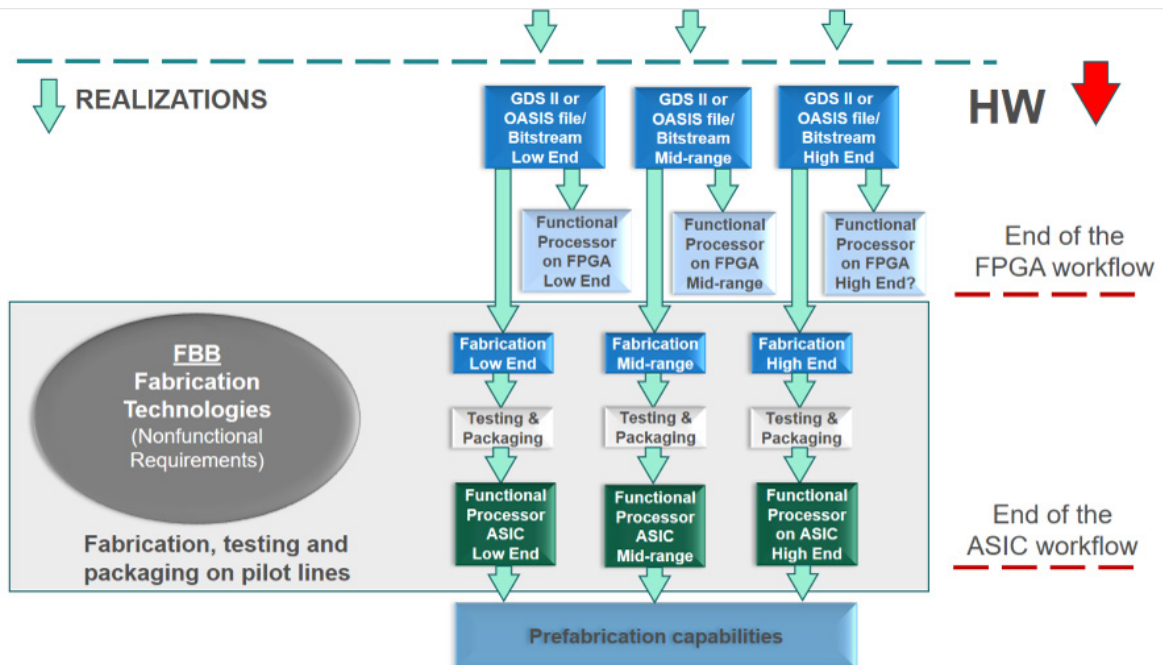 REALIZATIONS
HW
GDS II or
OASIS file/
Bitstream
Low End
GDS II or
OASIS file/
Bitstream
Mid-range
GDS II or
OASIS file/
Bitstream
High End
Functional
Processor
on FPGA
Low End
Functional
Processor
on FPGA
Mid-range
Functional
Processor
on FPGA
High End?
End of the
FPGA workflow
FBB
Fabrication
Technologies
(Nonfunctional
Requirements)
Fabrication, testing and
packaging on pilot lines
Fabrication
Low End
Fabrication
Mid-range
Fabrication
High End
Testing &
Packaging
Testing &
Packaging
Testing &
Packaging
Functional
Processor
ASIC
Low End
Functional
Processor
ASIC
Mid-range
Functional
Processor
on ASIC
High End
End of the
ASIC workflow
Prefabrication capabilities